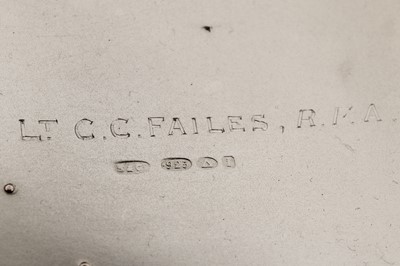 LT. C.C. FAILES, R.F.A.
925